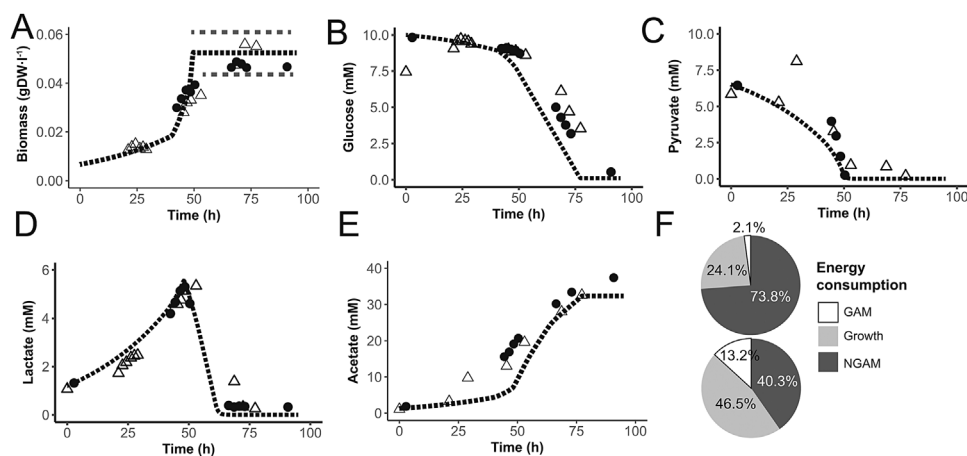 A
Biomass (gDW·l⁻¹)
0.06
0.04
0.02
0.00
0 25 50 75 100
Time (h)
B
Glucose (mM)
10.0
7.5
5.0
2.5
0.0
0 25 50 75 100
Time (h)
C
Pyruvate (mM)
10.0
7.5
5.0
2.5
0.0
0 25 50 75 100
Time (h)
D
Lactate (mM)
6
4
2
0
0 25 50 75 100
Time (h)
E
Acetate (mM)
40
30
20
10
0
0 25 50 75 100
Time (h)
F
2.1%
24.1%
73.8%
13.2%
40.3%
46.5%
Energy
consumption
GAM
Growth
NGAM